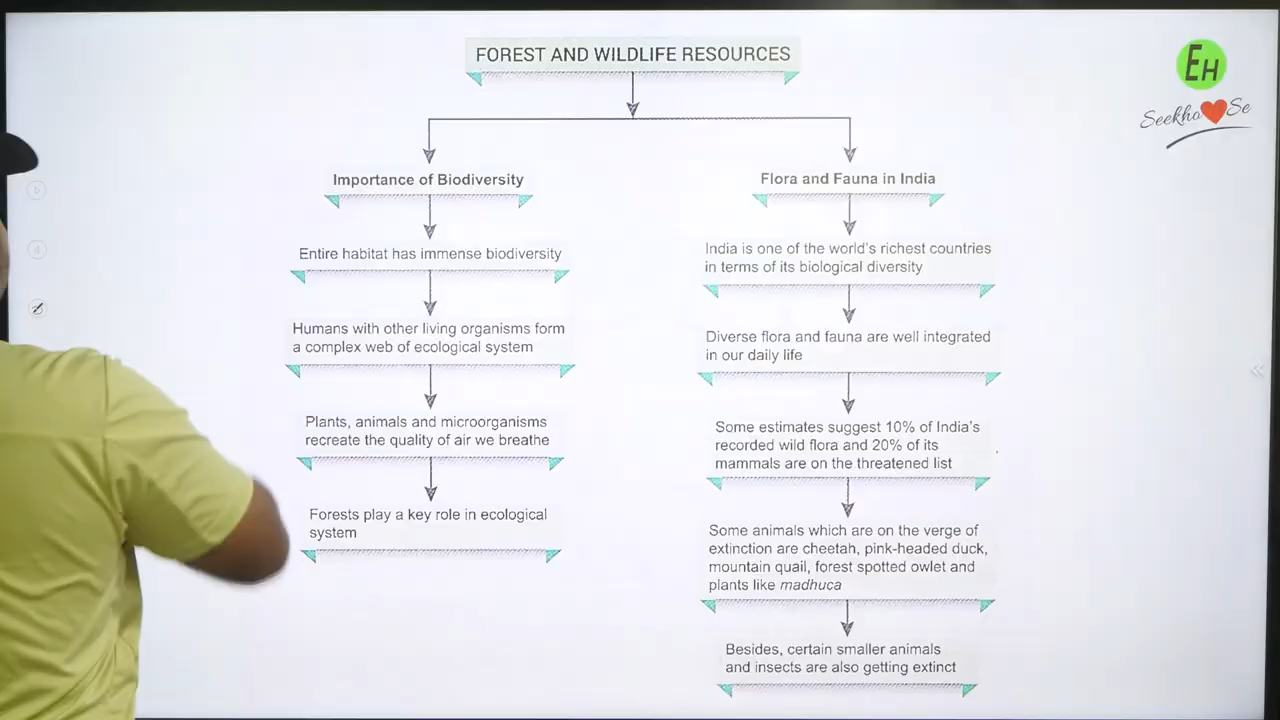 FOREST AND WILDLIFE RESOURCES
EH
Seekho Se
Importance of Biodiversity
Entire habitat has immense biodiversity
Humans with other living organisms form
a complex web of ecological system
Plants, animals and microorganisms
recreate the quality of air we breathe
Forests play a key role in ecological
system
Flora and Fauna in India
India is one of the world's richest countries
in terms of its biological diversity
Diverse flora and fauna are well integrated
in our daily life
Some estimates suggest 10% of India's
recorded wild flora and 20% of its
mammals are on the threatened list
Some animals which are on the verge of
extinction are cheetah, pink-headed duck,
mountain quail, forest spotted owlet and
plants like madhuca
Besides, certain smaller animals
and insects are also getting extinct